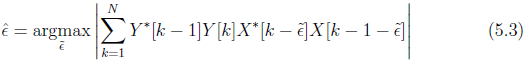 $\hat{\epsilon} = \underset{\tilde{\epsilon}}{\operatorname{argmax}} \left| \sum_{k=1}^{N} Y^*[k-1]Y[k]X^*[k-\tilde{\epsilon}]X[k-1-\tilde{\epsilon}] \right|$ (5.3)